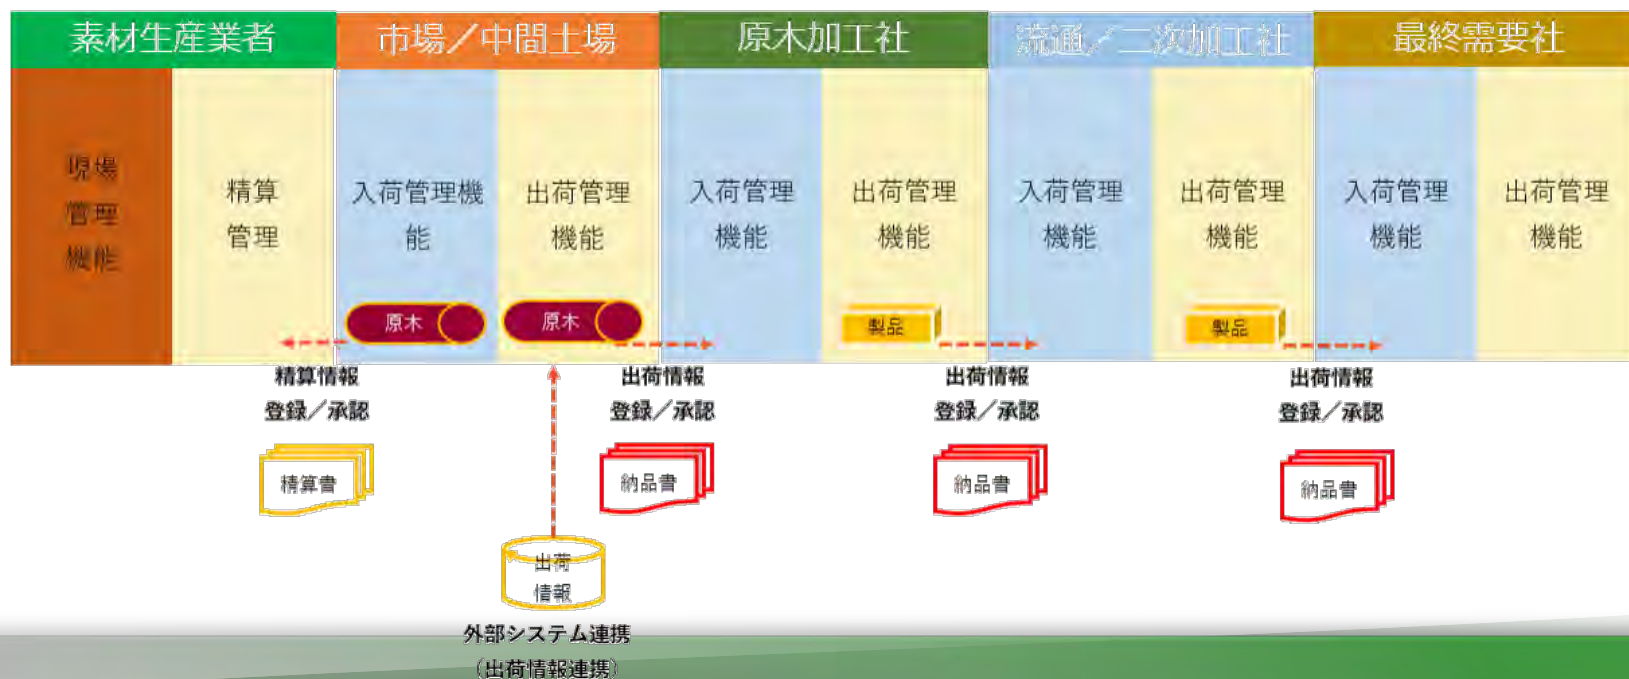 素材生産業者
市場／中間土場
原木加工社
流通／二次加工社
最終需要社
現場
管理
機能
精算
管理
入荷管理機
能
出荷管理
機能
入荷管理
機能
出荷管理
機能
入荷管理
機能
出荷管理
機能
入荷管理
機能
出荷管理
機能
原木
原木
製品
製品
精算情報
登録／承認
出荷情報
登録／承認
出荷情報
登録／承認
出荷情報
登録／承認
精算書
納品書
納品書
納品書
出荷
情報
外部システム連携
（出荷情報連携）